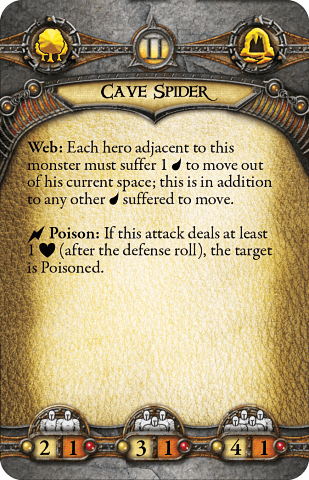 II
CAVE SPIDER
Web: Each hero adjacent to this
monster must suffer 1 to move out
of his current space; this is in addition
to any other suffered to move.
Poison: If this attack deals at least
1 (after the defense roll), the target
is Poisoned.
2 1 3 1 4 1